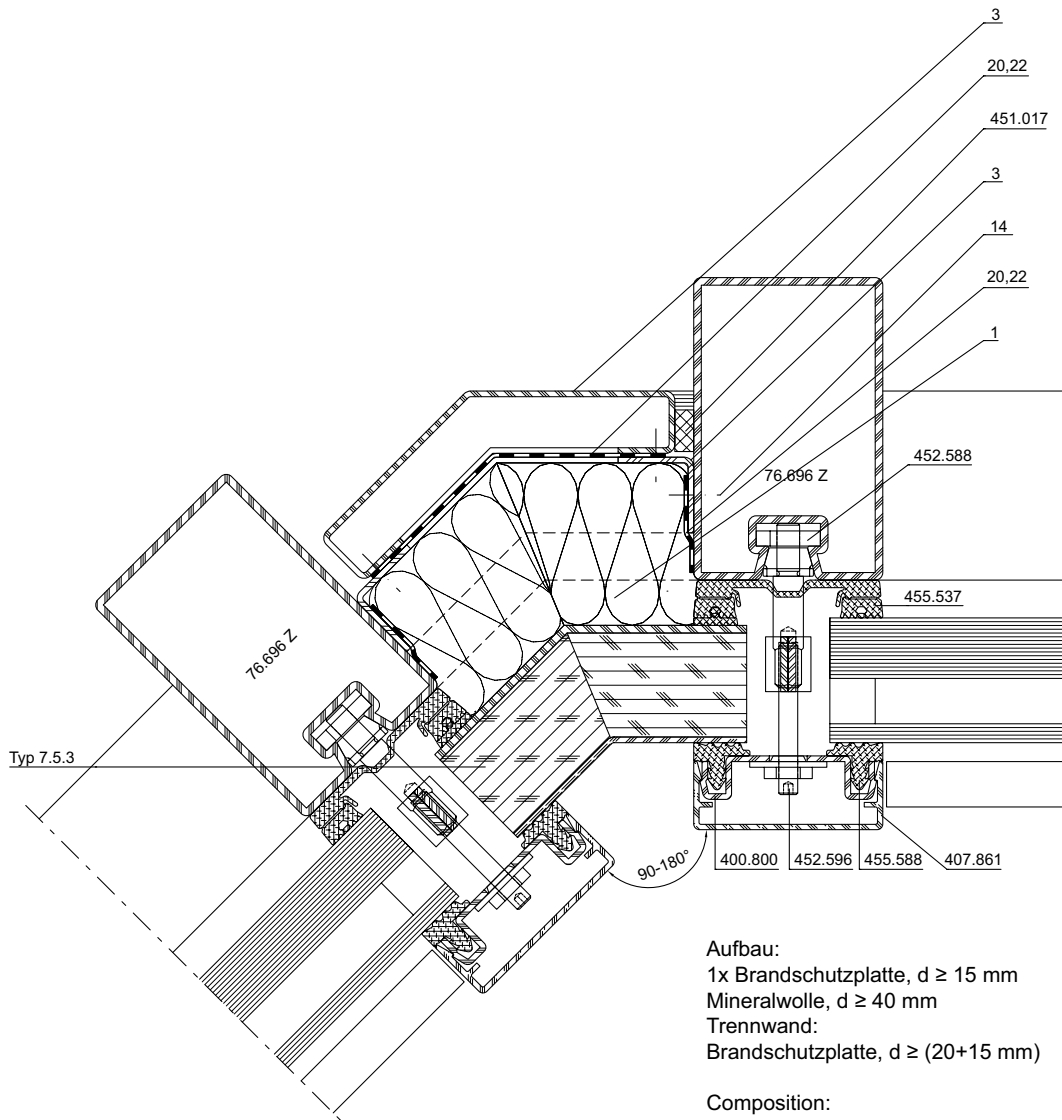 3
20,22
451.017
3
14
20,22
1
452.588
76.696 Z
455.537
76.696 Z
Typ 7.5.3
90-180°
400.800
452.596
455.588
407.861
Aufbau:
1x Brandschutzplatte, d ≥ 15 mm
Mineralwolle, d ≥ 40 mm
Trennwand:
Brandschutzplatte, d ≥ (20+15 mm)
Composition: